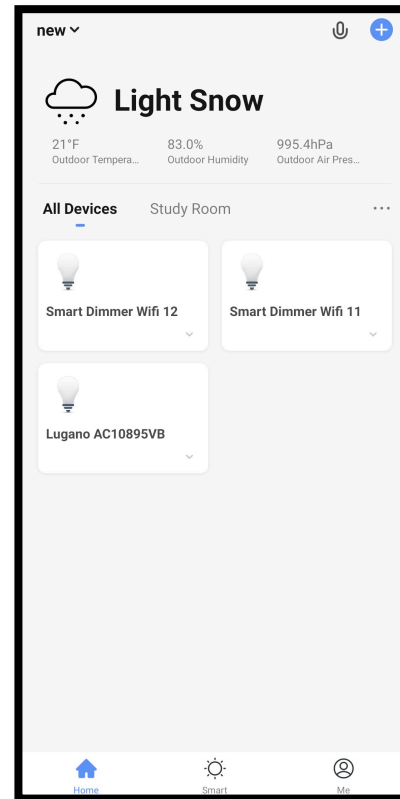 new
Light Snow
21°F 83.0% 995.4hPa
Outdoor Tempera... Outdoor Humidity Outdoor Air Pres...
All Devices Study Room
Smart Dimmer Wifi 12 Smart Dimmer Wifi 11
Lugano AC10895VB
Home Smart Me